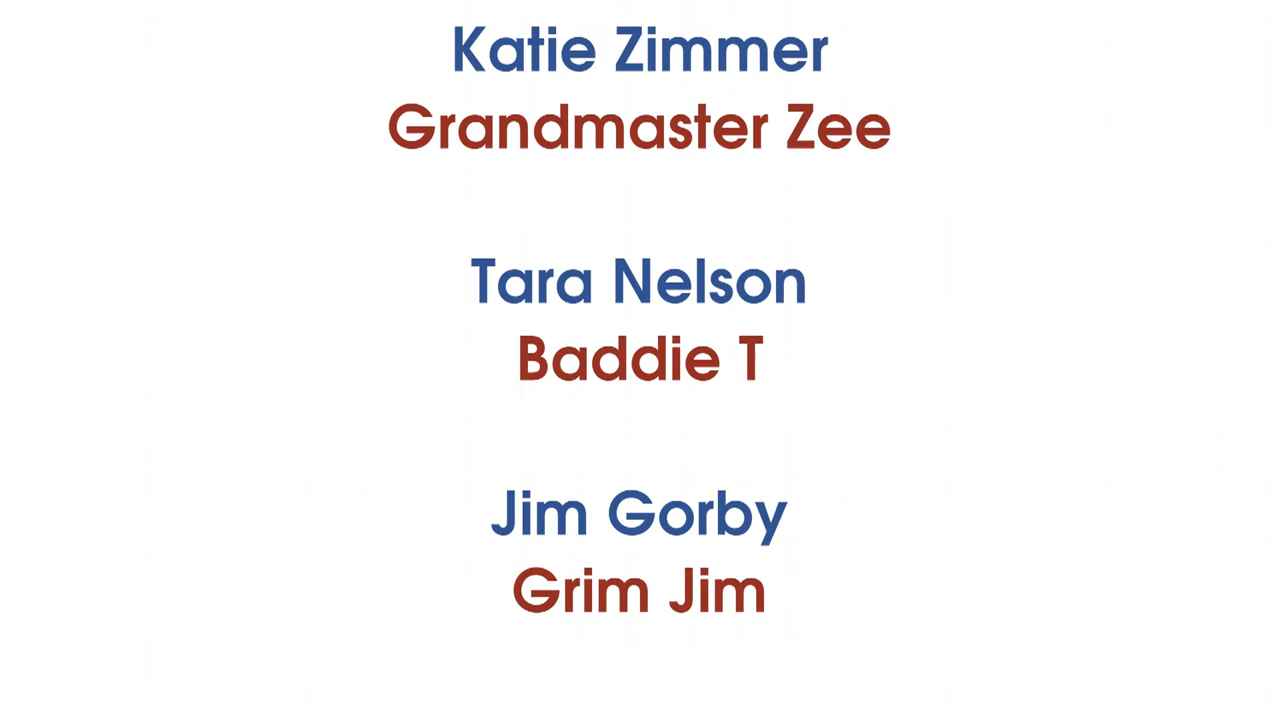 Katie Zimmer
Grandmaster Zee
Tara Nelson
Baddie T
Jim Gorby
Grim Jim